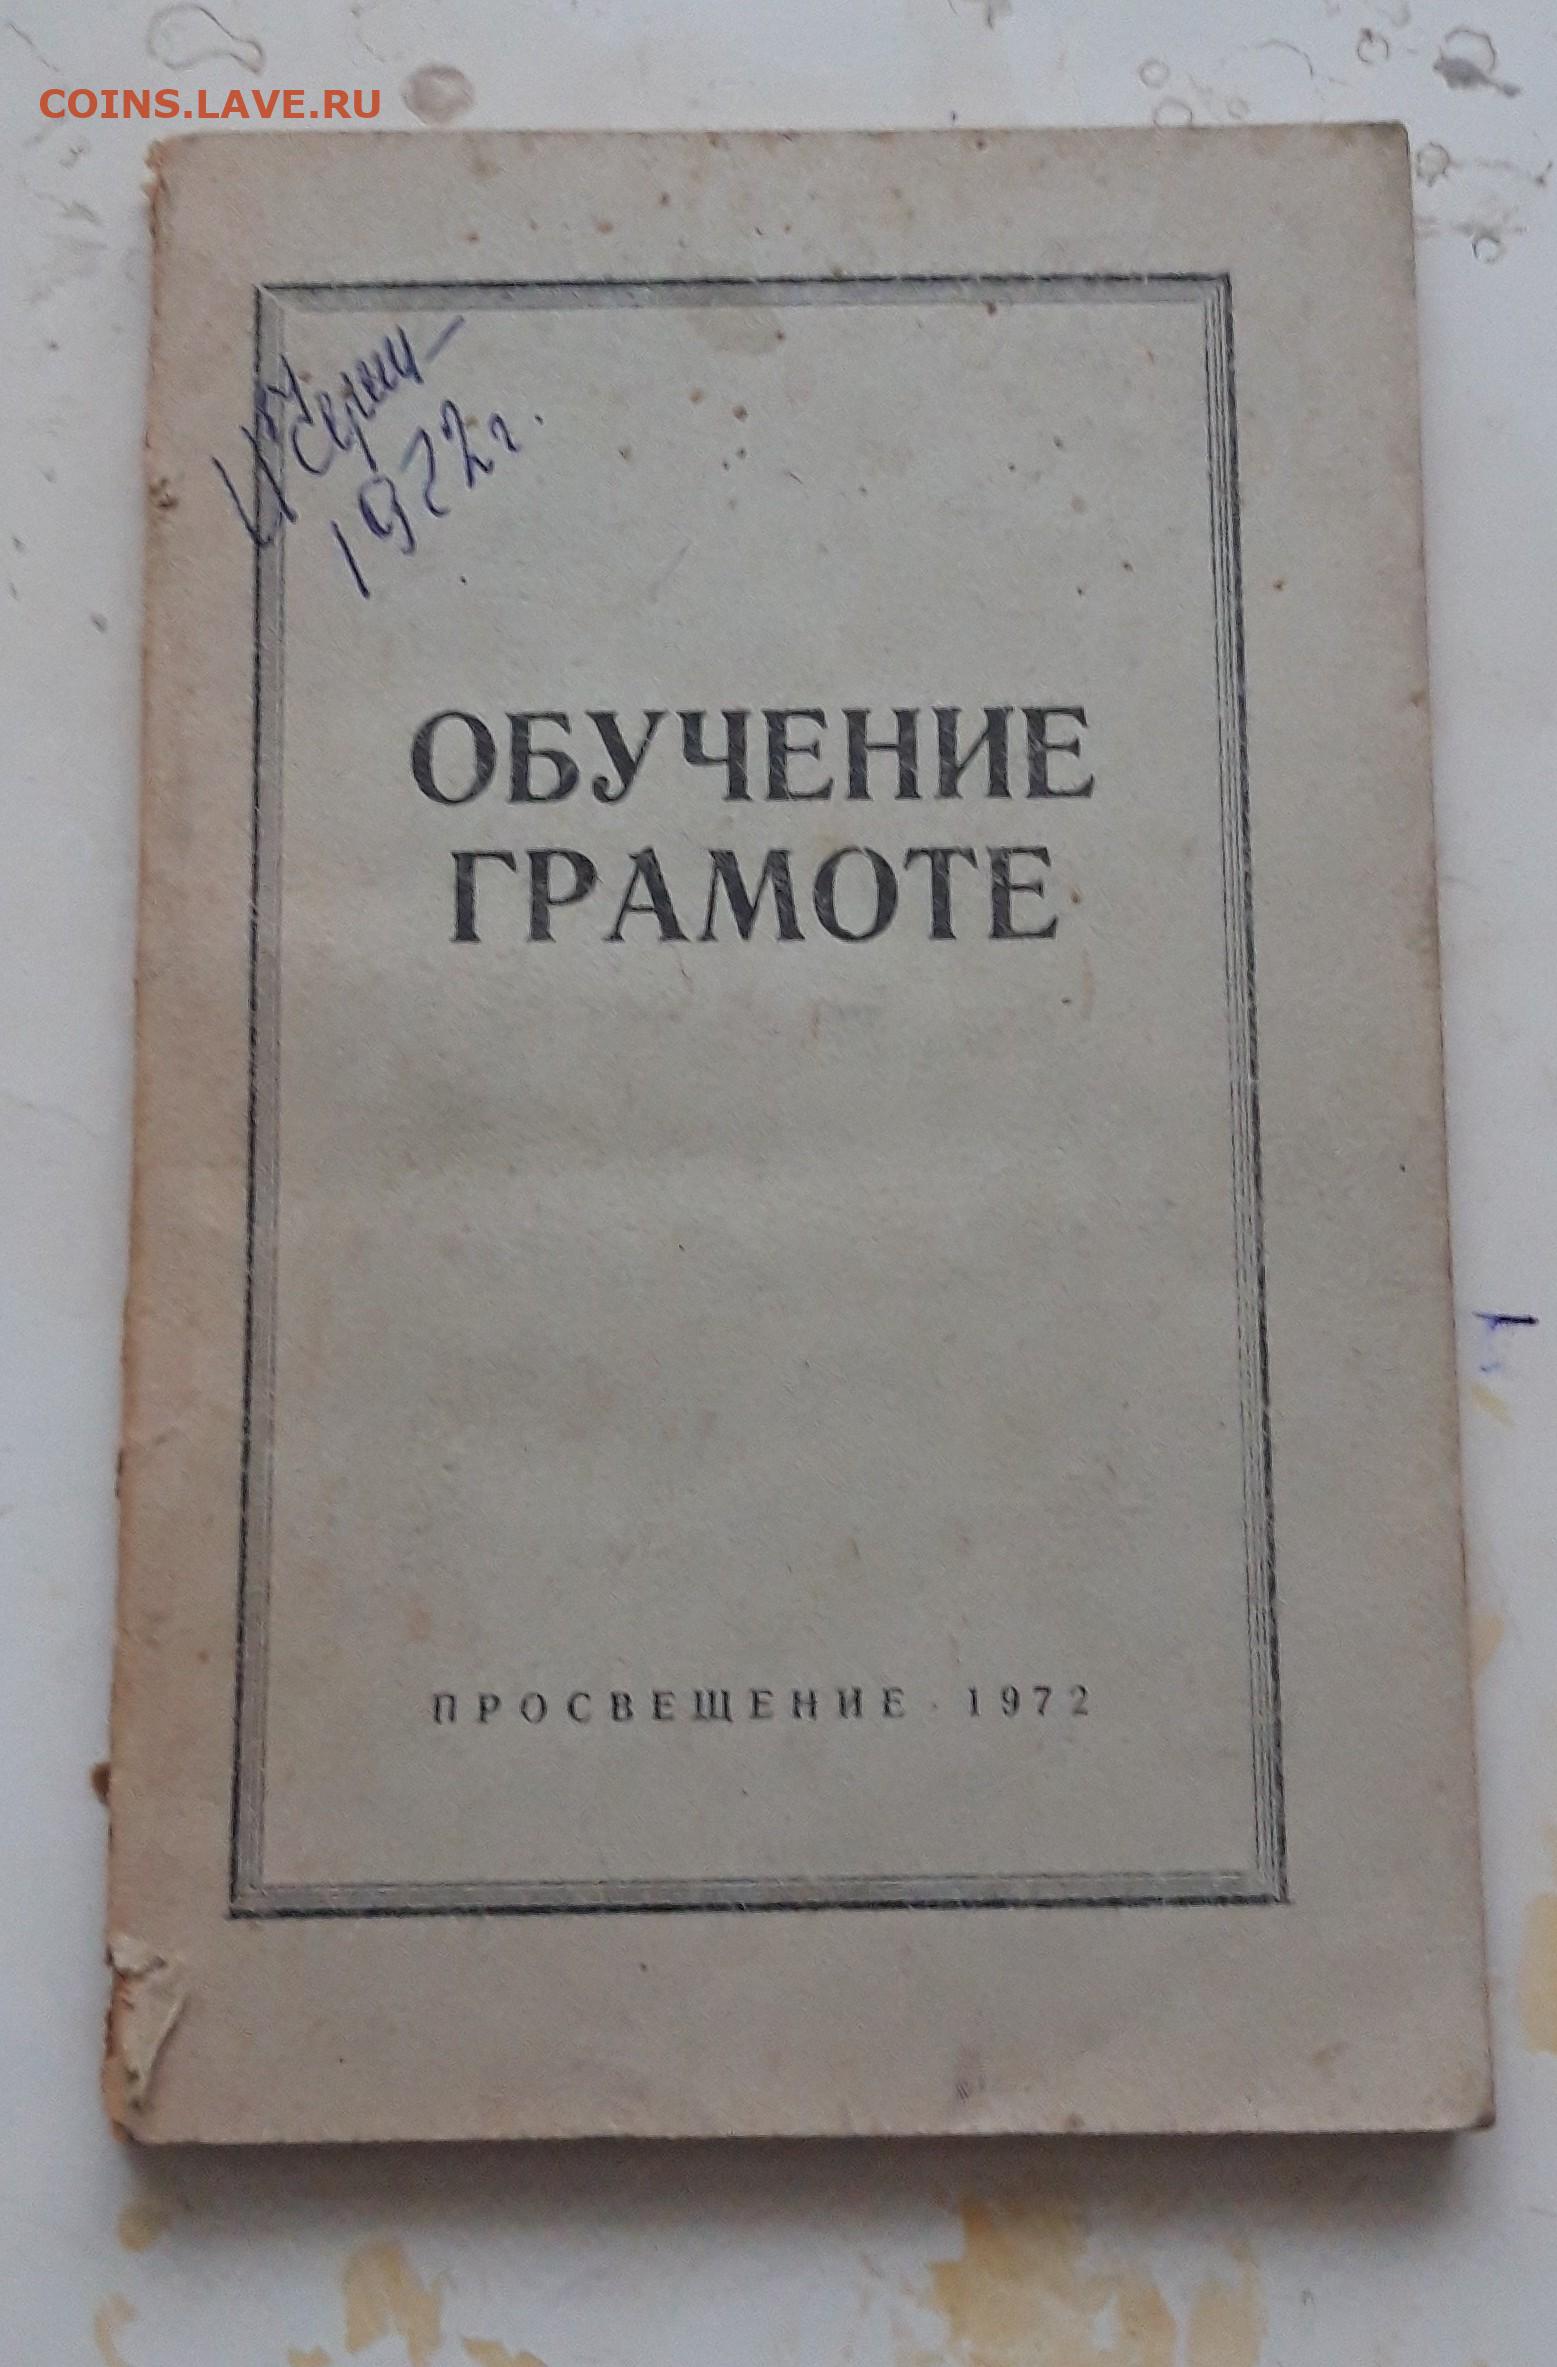 COINS.LAVE.RU
1972г.
ОБУЧЕНИЕ
ГРАМОТЕ
ПРОСВЕЩЕНИЕ · 1972